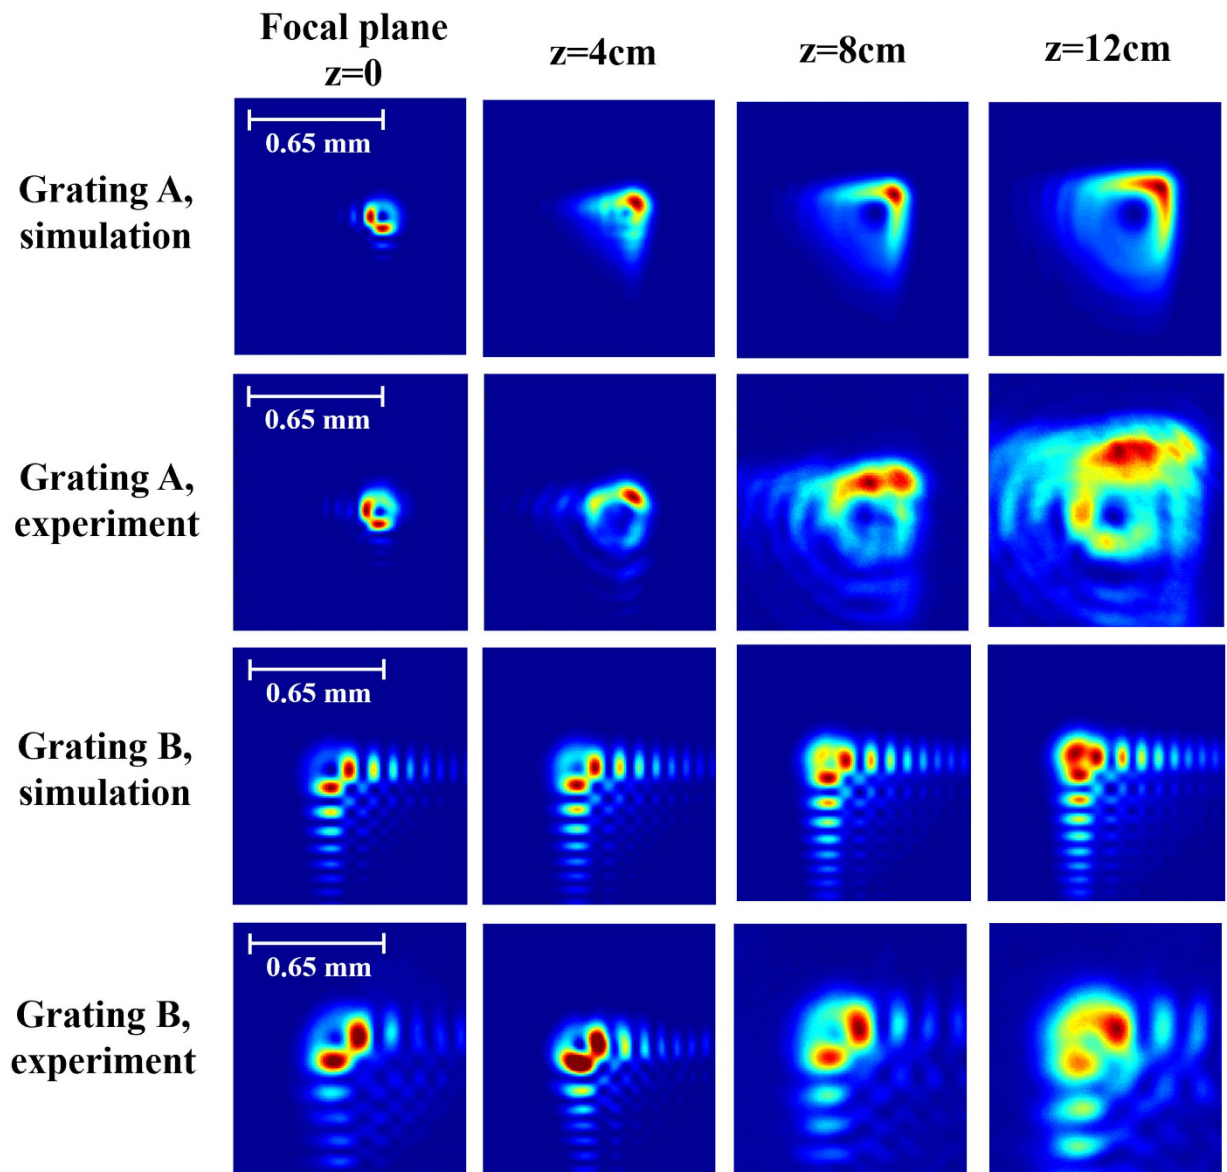 Focal plane
z=0
z=4cm
z=8cm
z=12cm
Grating A,
simulation
0.65 mm
Grating A,
experiment
0.65 mm
Grating B,
simulation
0.65 mm
Grating B,
experiment
0.65 mm